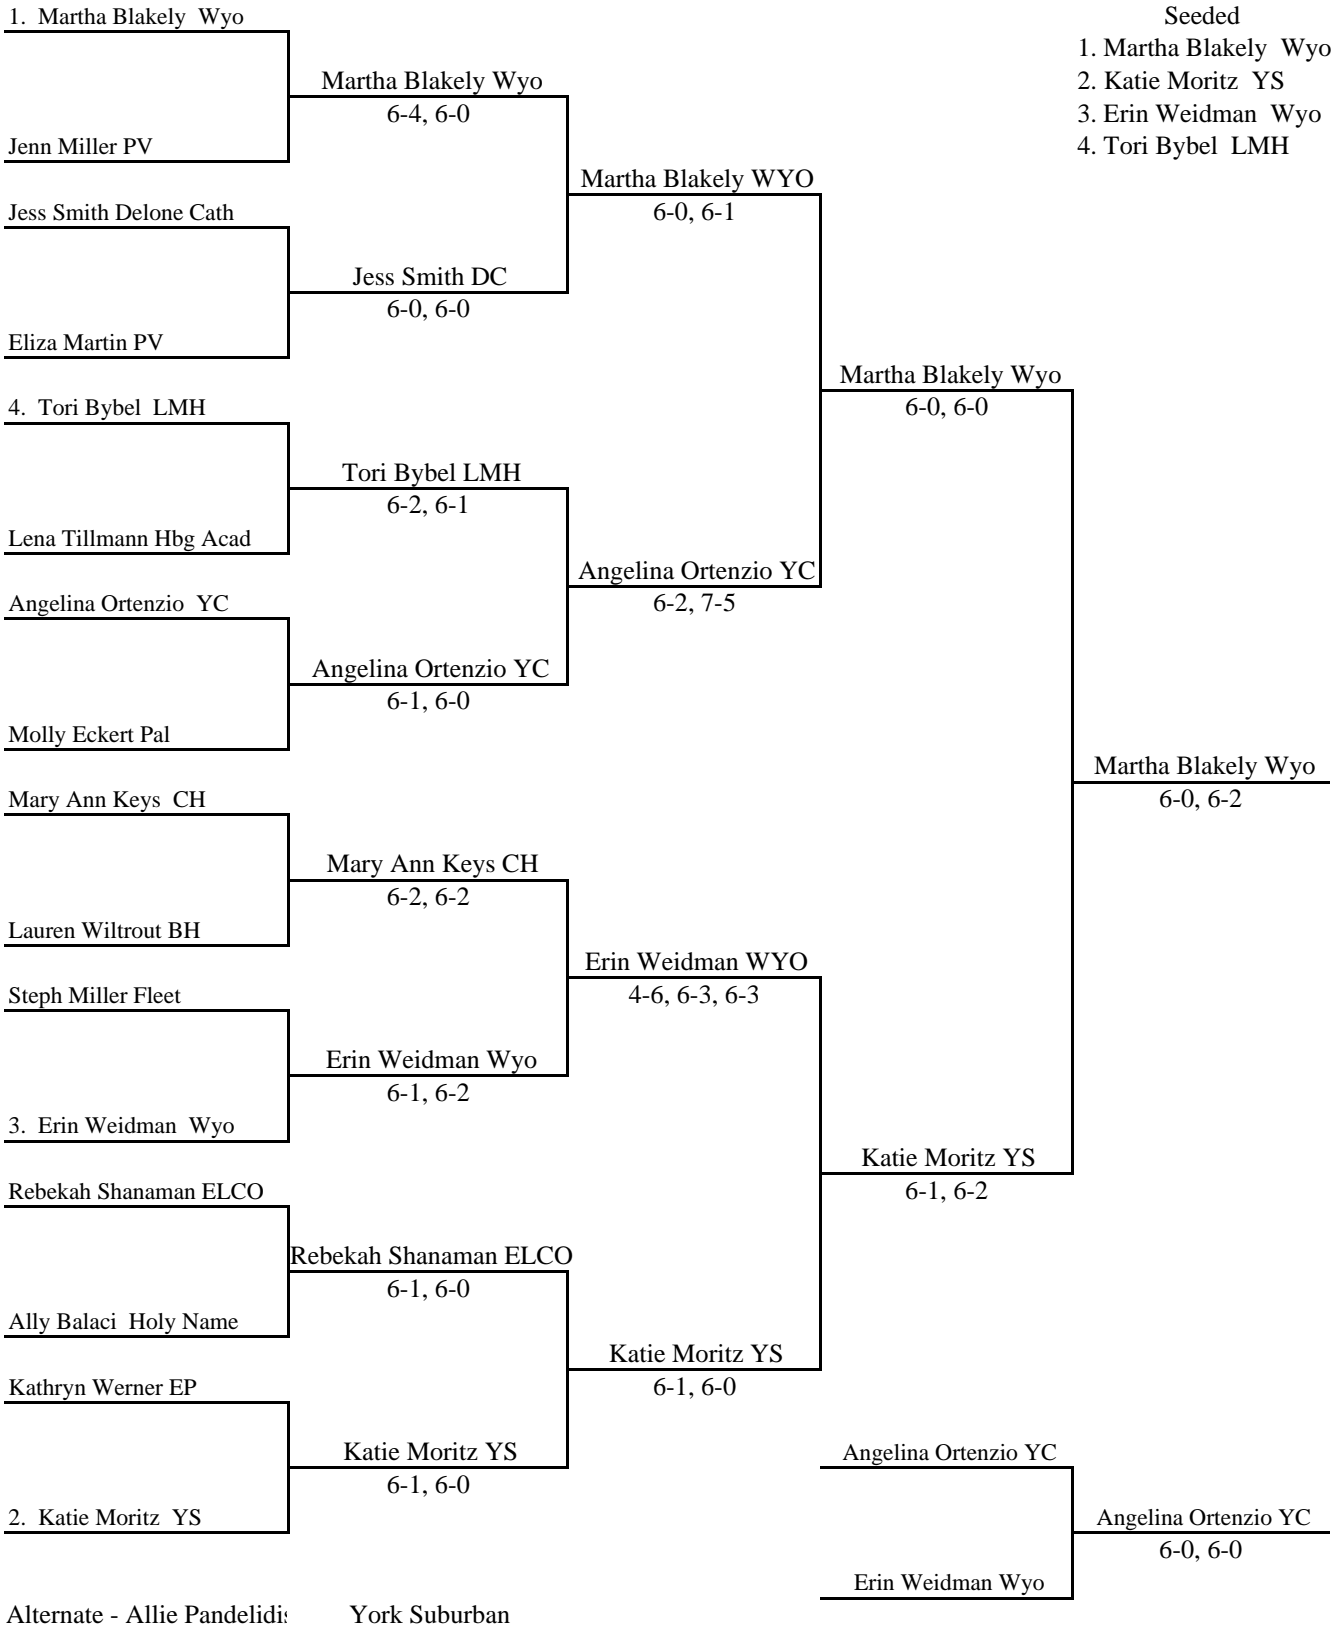 1. Martha Blakely Wyo
Seeded
1. Martha Blakely Wyo
2. Katie Moritz YS
3. Erin Weidman Wyo
4. Tori Bybel LMH
Martha Blakely Wyo
6-4, 6-0
Jenn Miller PV
Martha Blakely WYO
6-0, 6-1
Jess Smith Delone Cath
Jess Smith DC
6-0, 6-0
Eliza Martin PV
Martha Blakely Wyo
6-0, 6-0
4. Tori Bybel LMH
Tori Bybel LMH
6-2, 6-1
Lena Tillmann Hbg Acad
Angelina Ortenzio YC
6-2, 7-5
Angelina Ortenzio YC
Angelina Ortenzio YC
6-1, 6-0
Molly Eckert Pal
Martha Blakely Wyo
6-0, 6-2
Mary Ann Keys CH
Mary Ann Keys CH
6-2, 6-2
Lauren Wiltrout BH
Erin Weidman WYO
4-6, 6-3, 6-3
Steph Miller Fleet
Erin Weidman Wyo
6-1, 6-2
3. Erin Weidman Wyo
Katie Moritz YS
6-1, 6-2
Rebekah Shanaman ELCO
Rebekah Shanaman ELCO
6-1, 6-0
Ally Balaci Holy Name
Katie Moritz YS
6-1, 6-0
Kathryn Werner EP
Katie Moritz YS
6-1, 6-0
2. Katie Moritz YS
Angelina Ortenzio YC
Angelina Ortenzio YC
6-0, 6-0
Erin Weidman Wyo
Alternate - Allie Pandelidis York Suburban